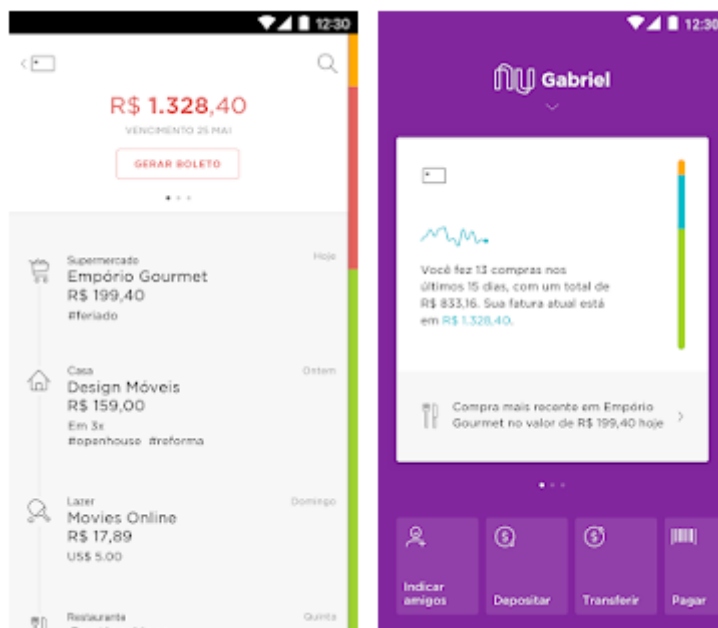 12:30
R$ 1.328,40
VENCIMENTO 25 MAI
GERAR BOLETO
Supermercado
Hoje
Empório Gourmet
R$ 199,40
#feriado
Casa
Ontem
Design Móveis
R$ 159,00
Em 3x
#openhouse #reforma
Lazer
Domingo
Movies Online
R$ 17,89
US$ 5.00
Restaurante
Quinta
12:30
nu Gabriel
Você fez 13 compras nos
últimos 15 dias, com um total de
R$ 833,16. Sua fatura atual está
em R$ 1.328,40.
Compra mais recente em Empório
Gourmet no valor de R$ 199,40 hoje
Indicar
amigos
Depositar
Transferir
Pagar